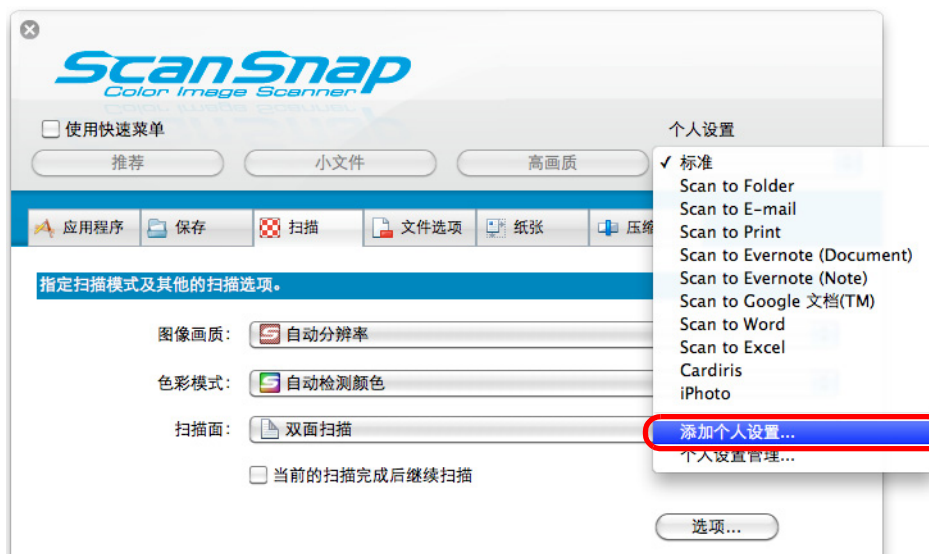 ScanSnap
Color Image Scanner
使用快速菜单
个人设置
推荐
小文件
高画质
标准
Scan to Folder
Scan to E-mail
Scan to Print
Scan to Evernote (Document)
Scan to Evernote (Note)
Scan to Google 文档(TM)
Scan to Word
Scan to Excel
Cardiris
iPhoto
添加个人设置...
个人设置管理...
应用程序
保存
扫描
文件选项
纸张
压缩
指定扫描模式及其他的扫描选项。
图像画质: 自动分辨率
色彩模式: 自动检测颜色
扫描面: 双面扫描
当前的扫描完成后继续扫描
选项...